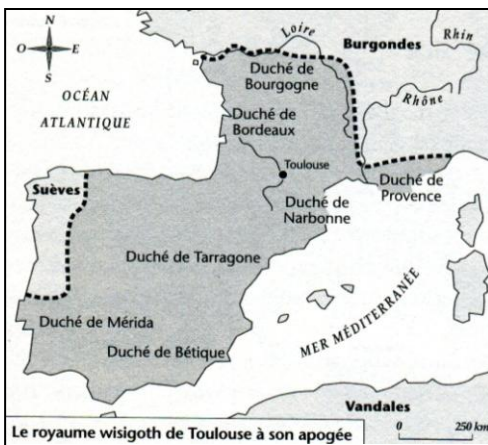 N
O E
S
OCÉAN
ATLANTIQUE
Loire
Burgondes
Rhin
Rhône
Duché de
Bourgogne
Duché de
Bordeaux
Toulouse
Duché de
Provence
Duché de
Narbonne
Suèves
Duché de Tarragone
Duché de Mérida
Duché de Bétique
MER MÉDITERRANÉE
Vandales
Le royaume wisigoth de Toulouse à son apogée
0 250 km